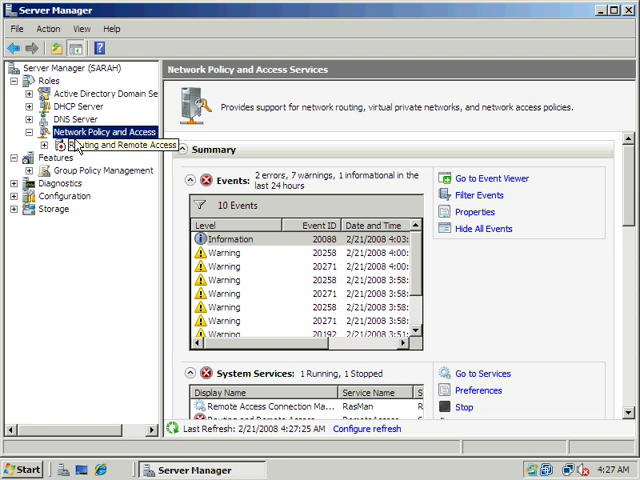 Server Manager
File Action View Help
Server Manager (SARAH)
Roles
Active Directory Domain Se
DHCP Server
DNS Server
Network Policy and Access
Routing and Remote Access
Features
Group Policy Management
Diagnostics
Configuration
Storage
Network Policy and Access Services
Provides support for network routing, virtual private networks, and network access policies.
Summary
Events: 2 errors, 7 warnings, 1 informational in the
last 24 hours
10 Events
Level Event ID Date and Time
Information 20088 2/21/2008 4:03:
Warning 20258 2/21/2008 4:00:
Warning 20271 2/21/2008 4:00:
Warning 20258 2/21/2008 3:58:
Warning 20271 2/21/2008 3:58:
Warning 20258 2/21/2008 3:58:
Warning 20271 2/21/2008 3:58:
Warning 20192 2/21/2008 3:51:
Go to Event Viewer
Filter Events
Properties
Hide All Events
System Services: 1 Running, 1 Stopped
Display Name Service Name
Remote Access Connection Ma... RasMan
Routing and Remote Access RemoteAccess
Go to Services
Preferences
Stop
Last Refresh: 2/21/2008 4:27:25 AM Configure refresh
Start Server Manager 4:27 AM